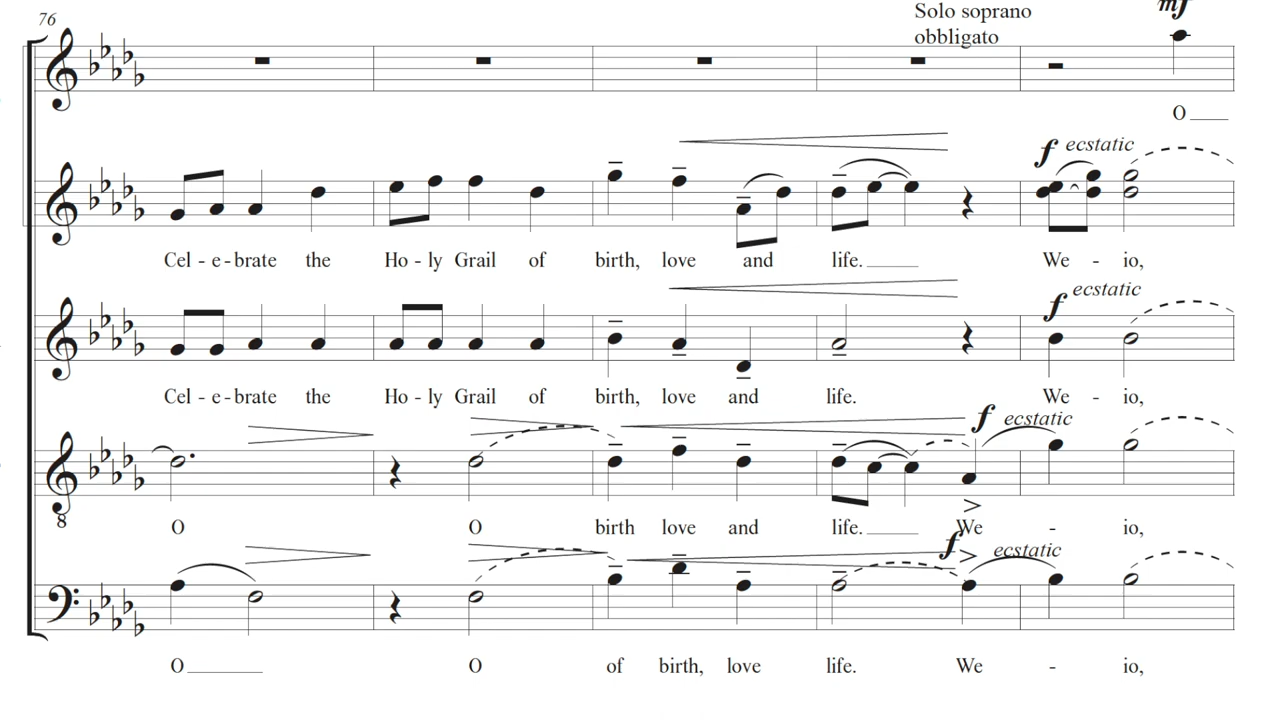 76
Solo soprano
obbligato
mf
O
f ecstatic
Cel - e - brate the Ho - ly Grail of birth, love and life. We - io,
f ecstatic
Cel - e - brate the Ho - ly Grail of birth, love and life. We - io,
f ecstatic
8
O O birth love and life. We - io,
f ecstatic
O O of birth, love life. We - io,